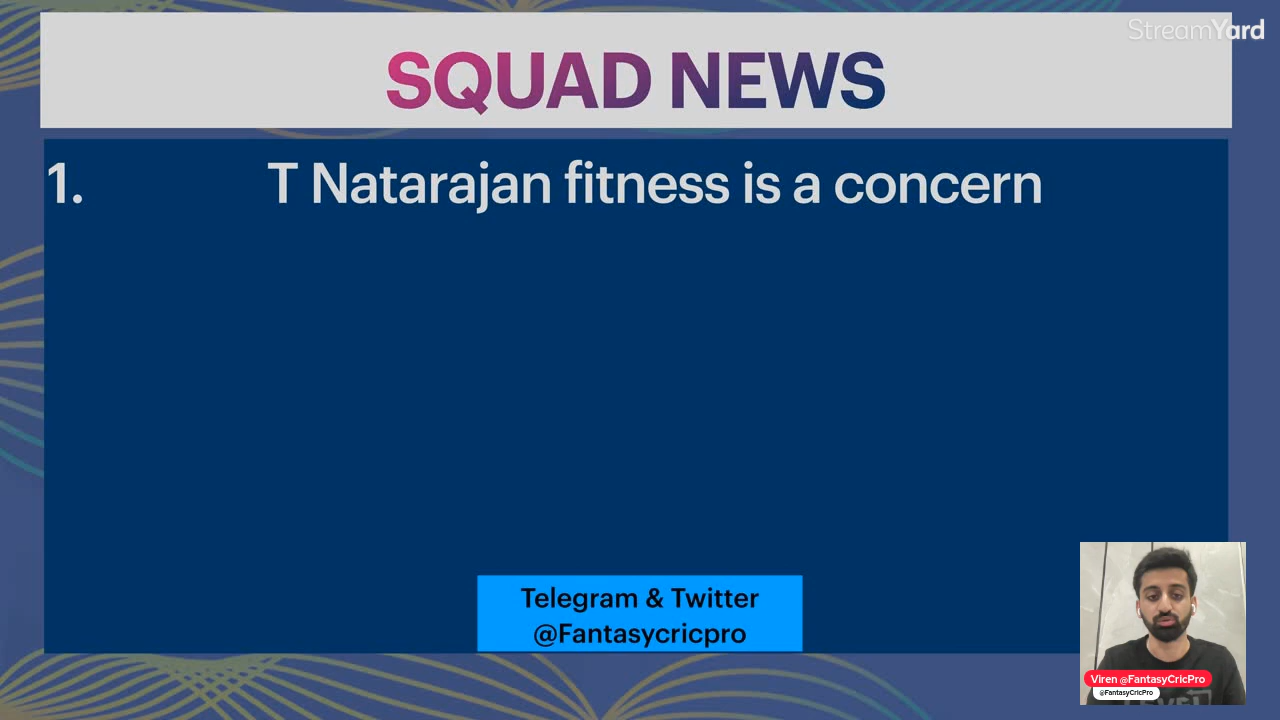 StreamYard
SQUAD NEWS
1. T Natarajan fitness is a concern
Telegram & Twitter
@Fantasycricpro
Viren @FantasyCricPro
@FantasyCricPro